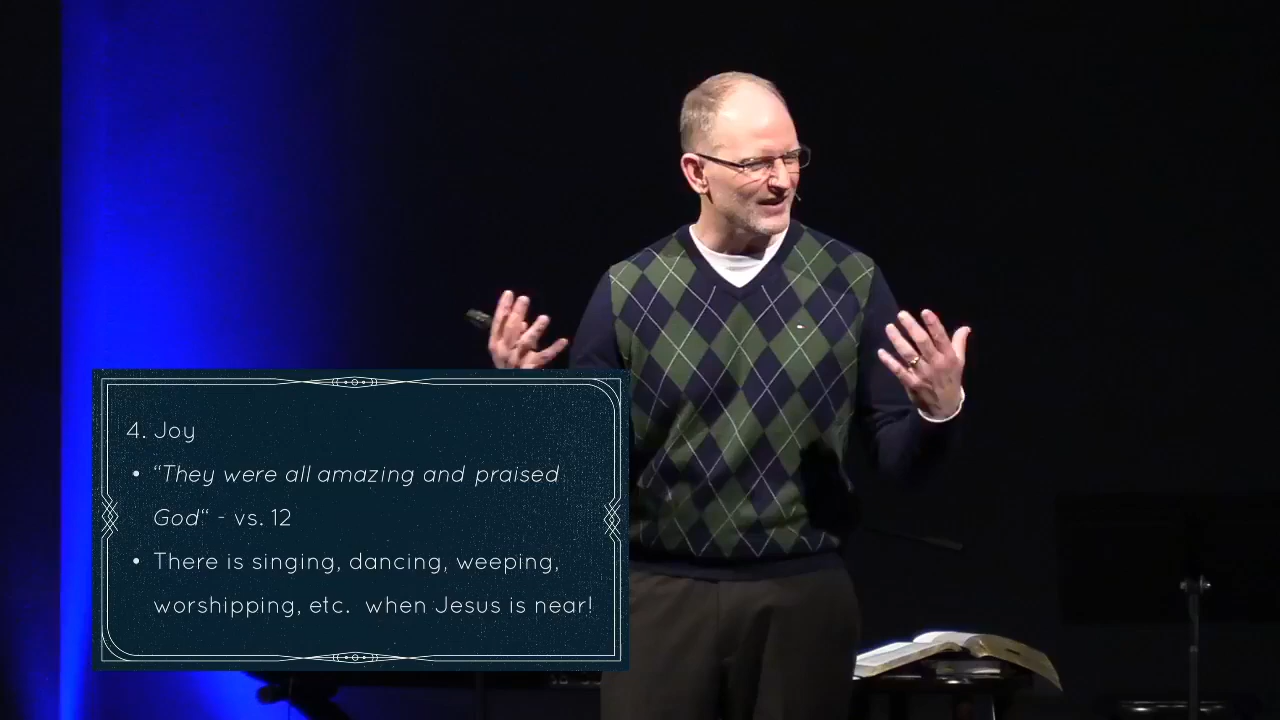 4. Joy
• “They were all amazing and praised
God“ - vs. 12
• There is singing, dancing, weeping,
worshipping, etc. when Jesus is near!